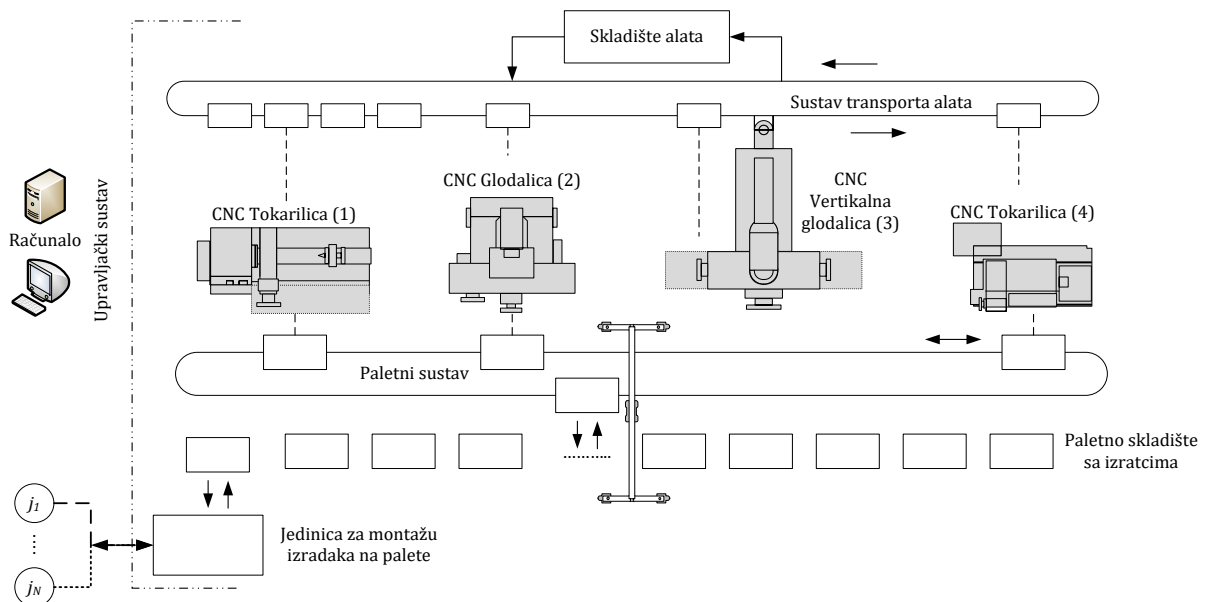 Skladište alata
Sustav transporta alata
CNC Tokarilica (1)
CNC Glodalica (2)
CNC
Vertikalna
glodalica (3)
CNC Tokarilica (4)
Računalo
Upravljački sustav
Paletni sustav
Paletno skladište
sa izratcima
Jedinica za montažu
izradaka na palete
j1
jN